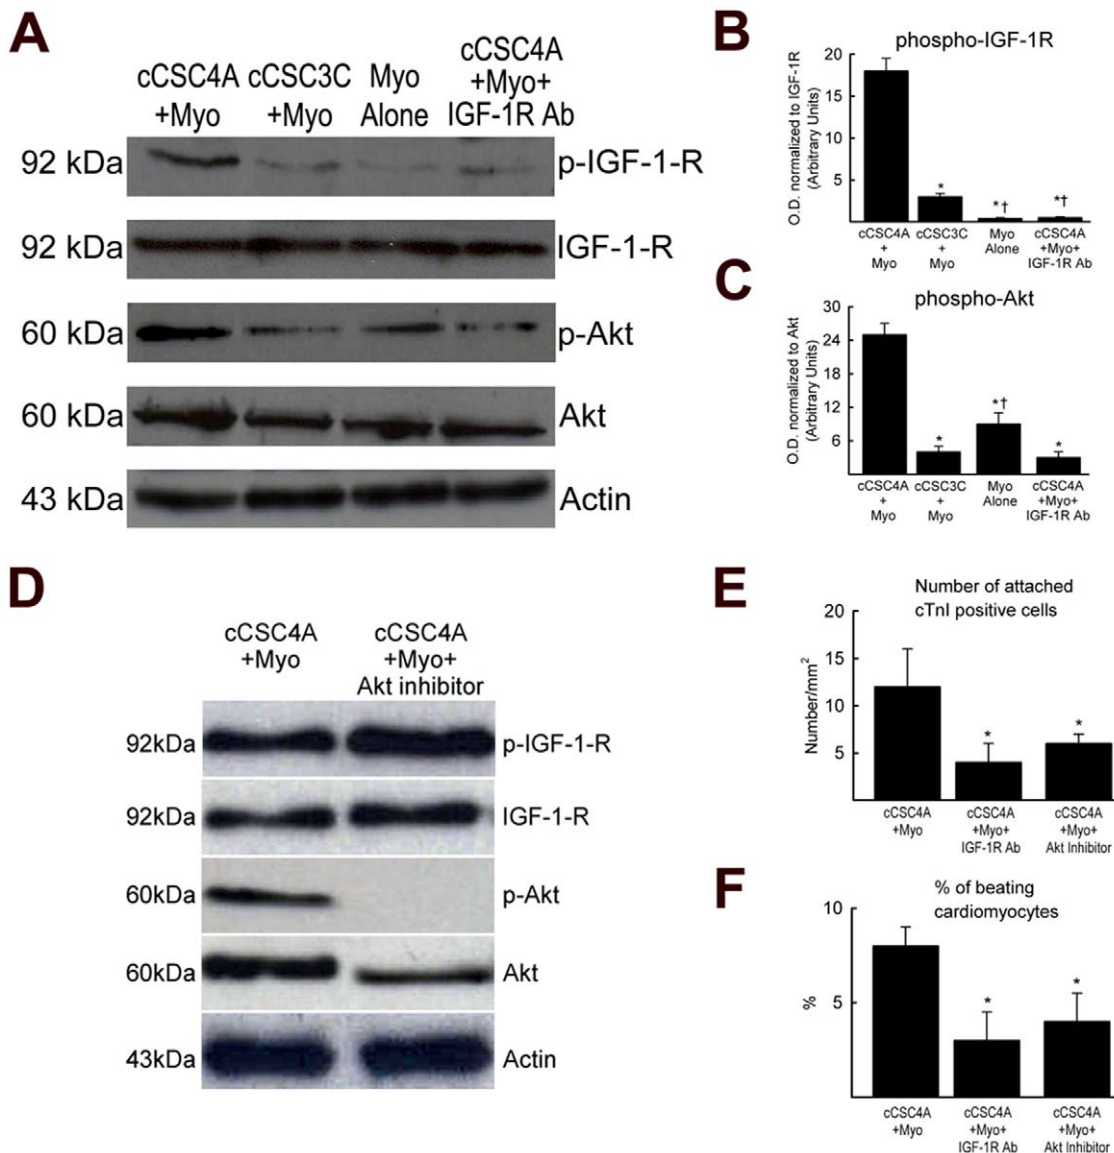 A
cCSC4A
+Myo
cCSC3C
+Myo
Myo
Alone
cCSC4A
+Myo+
IGF-1R Ab
92 kDa
p-IGF-1-R
92 kDa
IGF-1-R
60 kDa
p-Akt
60 kDa
Akt
43 kDa
Actin
B
phospho-IGF-1R
O.D. normalized to IGF-1R
(Arbitrary Units)
20
15
10
5
*
*†
*†
cCSC4A
+
Myo
cCSC3C
+
Myo
Myo
Alone
cCSC4A
+Myo+
IGF-1R Ab
C
phospho-Akt
O.D. normalized to Akt
(Arbitrary Units)
30
24
18
12
6
*
*†
*
cCSC4A
+
Myo
cCSC3C
+
Myo
Myo
Alone
cCSC4A
+Myo+
IGF-1R Ab
D
cCSC4A
+Myo
cCSC4A
+Myo+
Akt inhibitor
92kDa
p-IGF-1-R
92kDa
IGF-1-R
60kDa
p-Akt
60kDa
Akt
43kDa
Actin
E
Number of attached
cTnI positive cells
Number/mm²
20
15
10
5
*
*
cCSC4A
+Myo
cCSC4A
+Myo+
IGF-1R Ab
cCSC4A
+Myo+
Akt Inhibitor
F
% of beating
cardiomyocytes
%
10
5
*
*
cCSC4A
+Myo
cCSC4A
+Myo+
IGF-1R Ab
cCSC4A
+Myo+
Akt Inhibitor